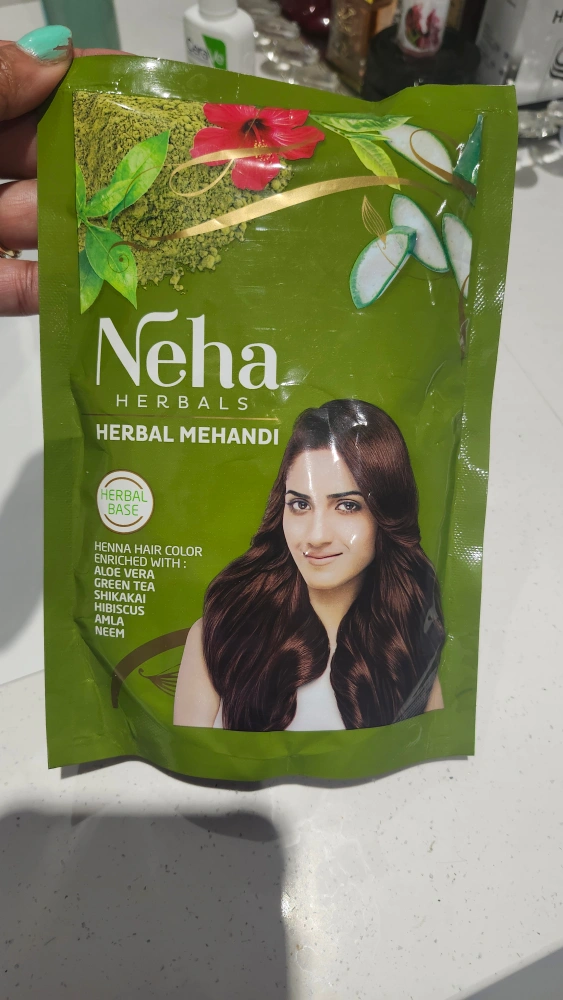 Neha
HERBALS
HERBAL MEHANDI
HERBAL
BASE
HENNA HAIR COLOR
ENRICHED WITH :
ALOE VERA
GREEN TEA
SHIKAKAI
HIBISCUS
AMLA
NEEM